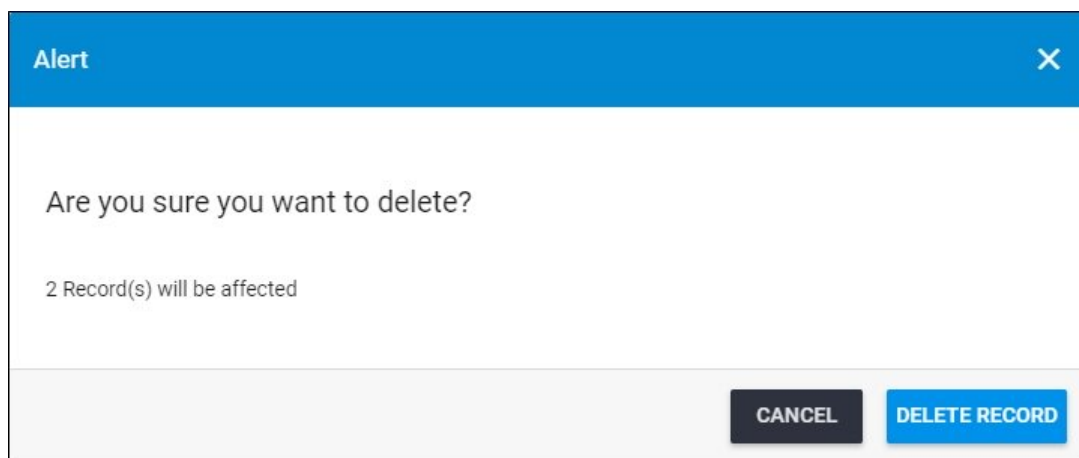 Alert
Are you sure you want to delete?
2 Record(s) will be affected
CANCEL DELETE RECORD